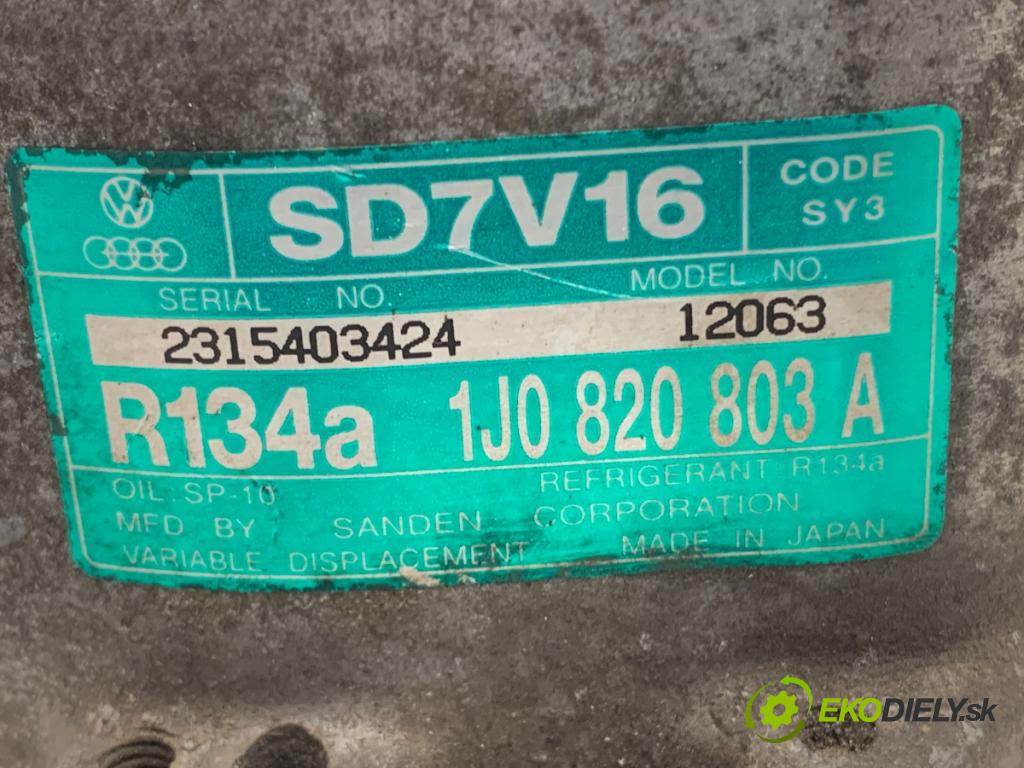 SD7V16
CODE
SY3
SERIAL NO.
MODEL NO.
2315403424
12063
R134a 1J0 820 803 A
OIL: SP-10
REFRIGERANT R134a
MFD BY SANDEN CORPORATION
VARIABLE DISPLACEMENT
MADE IN JAPAN
EKODIELY.sk